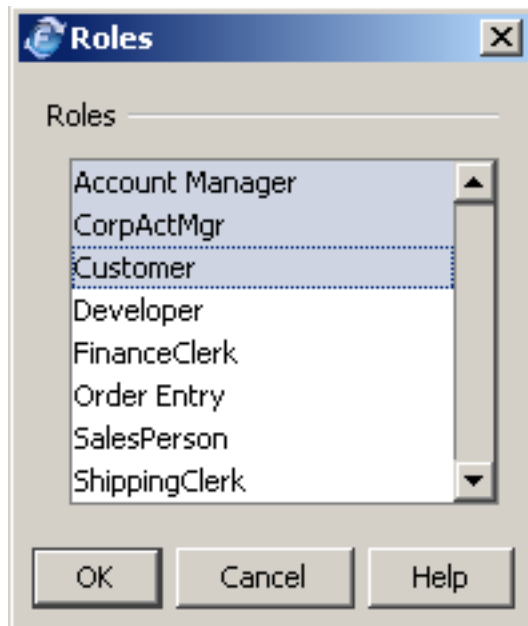 Roles
Roles
Account Manager
CorpActMgr
Customer
Developer
FinanceClerk
Order Entry
SalesPerson
ShippingClerk
OK Cancel Help